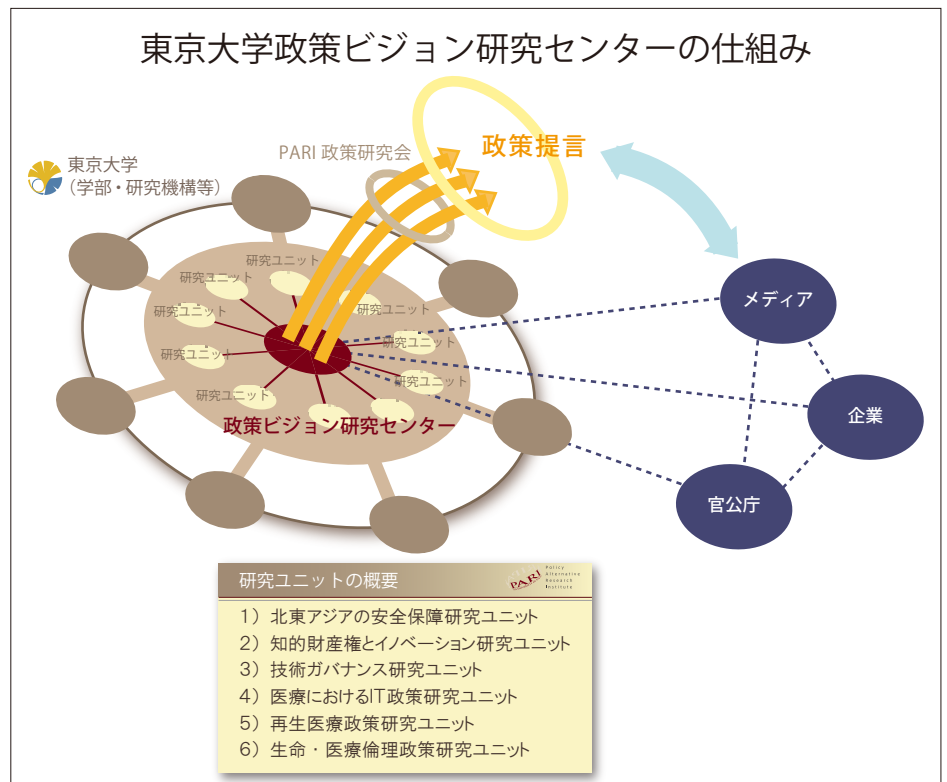 東京大学政策ビジョン研究センターの仕組み
PARI 政策研究会
政策提言
東京大学
(学部・研究機構等)
研究ユニット
研究ユニット
研究ユニット
研究ユニット
研究ユニット
研究ユニット
研究ユニット
研究ユニット
政策ビジョン研究センター
メディア
企業
官公庁
研究ユニットの概要
PARI
Policy
Alternative
Research
Institute
1)北東アジアの安全保障研究ユニット
2)知的財産権とイノベーション研究ユニット
3)技術ガバナンス研究ユニット
4)医療におけるIT政策研究ユニット
5)再生医療政策研究ユニット
6)生命・医療倫理政策研究ユニット